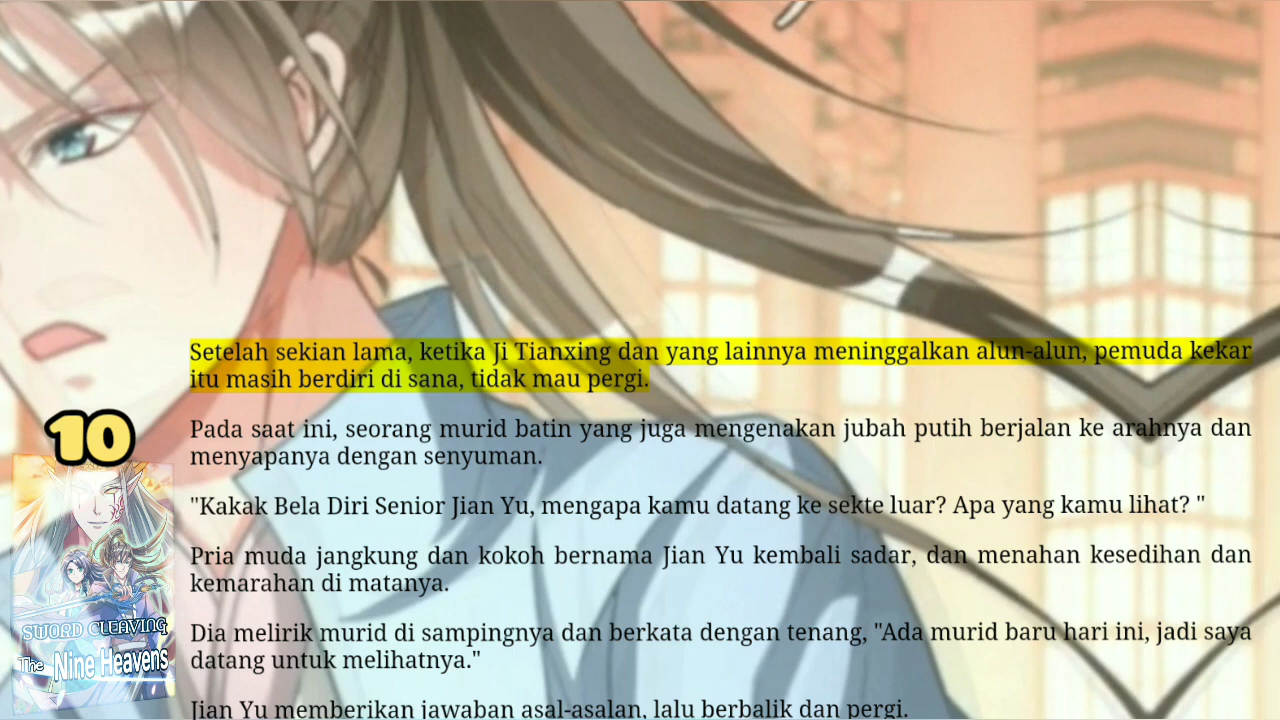 Setelah sekian lama, ketika Ji Tianxing dan yang lainnya meninggalkan alun-alun, pemuda kekar
itu masih berdiri di sana, tidak mau pergi.
Pada saat ini, seorang murid batin yang juga mengenakan jubah putih berjalan ke arahnya dan
menyapanya dengan senyuman.
"Kakak Bela Diri Senior Jian Yu, mengapa kamu datang ke sekte luar? Apa yang kamu lihat? "
Pria muda jangkung dan kokoh bernama Jian Yu kembali sadar, dan menahan kesedihan dan
kemarahan di matanya.
Dia melirik murid di sampingnya dan berkata dengan tenang, "Ada murid baru hari ini, jadi saya
datang untuk melihatnya."
Jian Yu memberikan jawaban asal-asalan, lalu berbalik dan pergi.
10
SWORD CLEAVING
The Nine Heavens